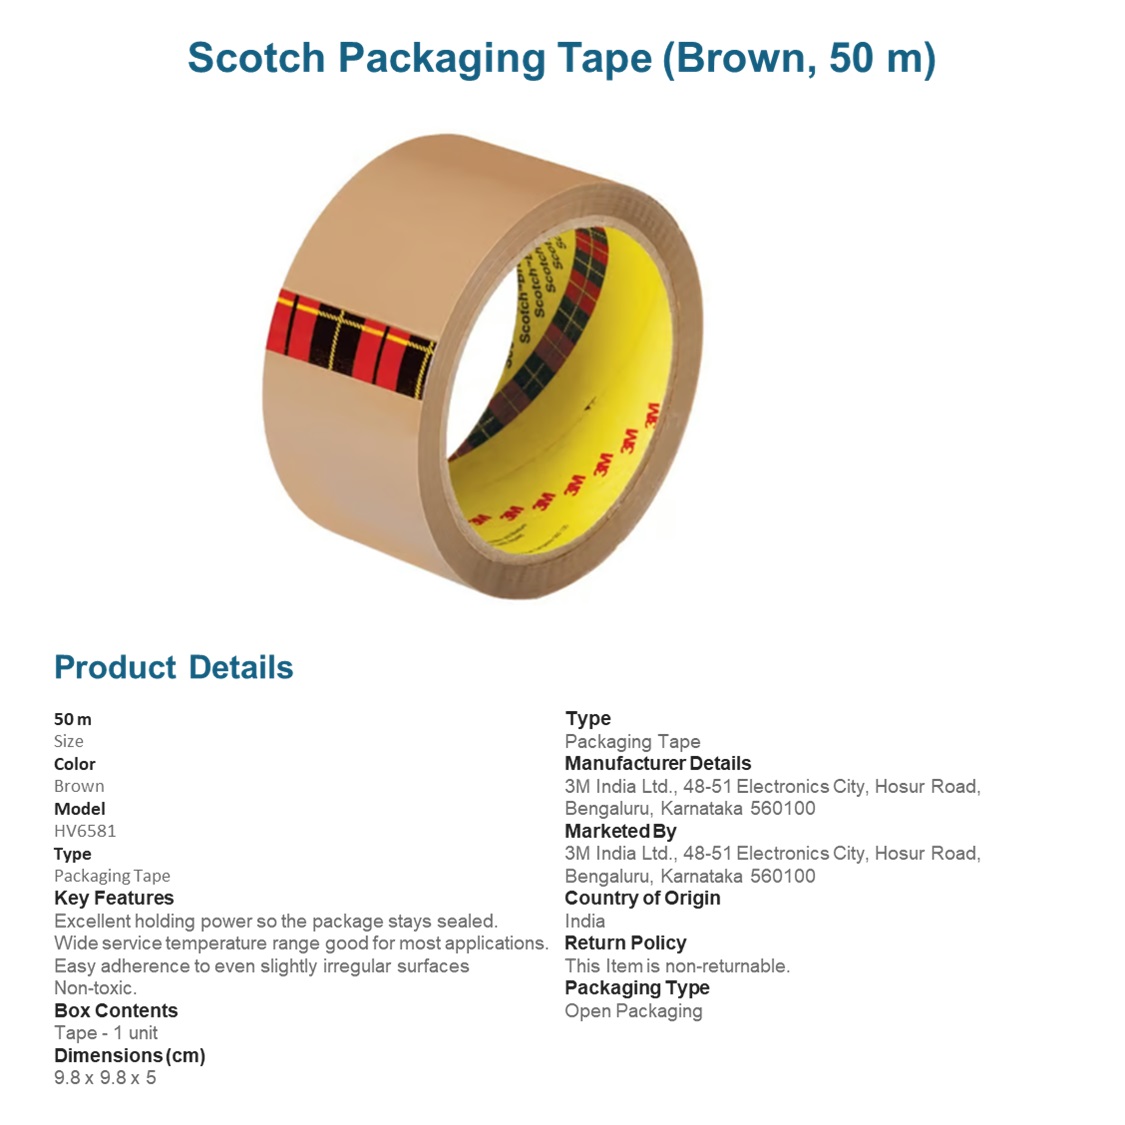 Scotch Packaging Tape (Brown, 50 m)
Scotch
Scotch
Scotch
3M 3M 3M 3M 3M 3M 3M
Product Details
50 m
Size
Color
Brown
Model
HV6581
Type
Packaging Tape
Key Features
Excellent holding power so the package stays sealed.
Wide service temperature range good for most applications.
Easy adherence to even slightly irregular surfaces
Non-toxic.
Box Contents
Tape - 1 unit
Dimensions (cm)
9.8 x 9.8 x 5
Type
Packaging Tape
Manufacturer Details
3M India Ltd., 48-51 Electronics City, Hosur Road,
Bengaluru, Karnataka 560100
Marketed By
3M India Ltd., 48-51 Electronics City, Hosur Road,
Bengaluru, Karnataka 560100
Country of Origin
India
Return Policy
This Item is non-returnable.
Packaging Type
Open Packaging